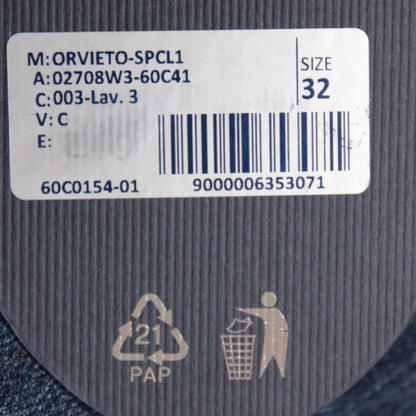 M:ORVIETO-SPCL1
A:02708W3-60C41
C:003-Lav. 3
V: C
E:
SIZE
32
60C0154-01
9000006353071
21
PAP